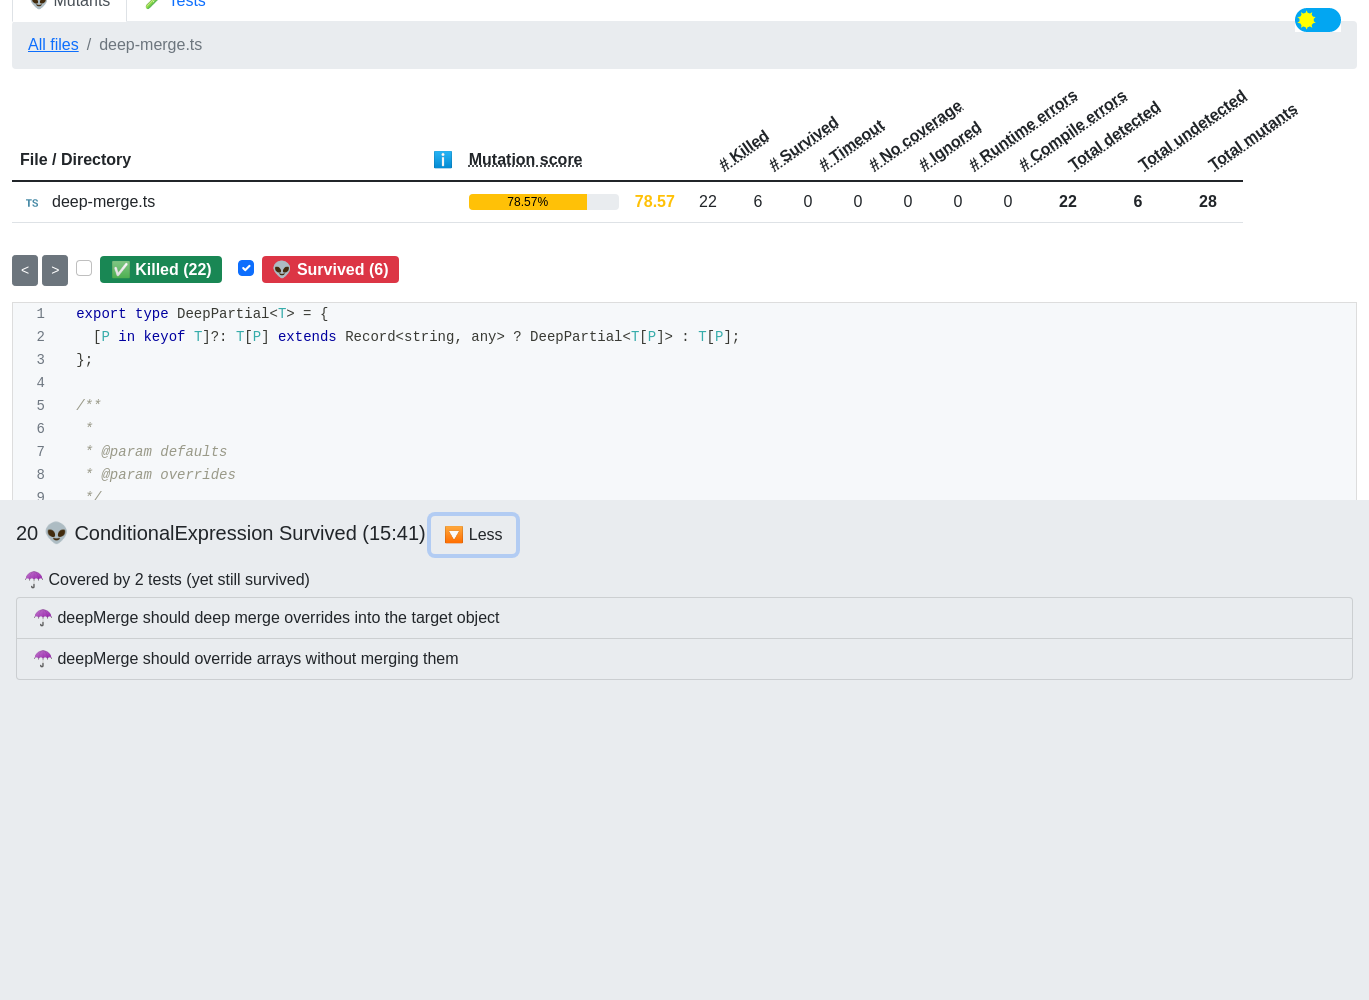 Mutants Tests
All files / deep-merge.ts
File / Directory ℹ Mutation score # Killed # Survived # Timeout # No coverage # Ignored # Runtime errors # Compile errors Total detected Total undetected Total mutants
TS deep-merge.ts 78.57% 78.57 22 6 0 0 0 0 0 22 6 28
< > ✅ Killed (22) 👽 Survived (6)
1 export type DeepPartial<T> = {
2 [P in keyof T]?: T[P] extends Record<string, any> ? DeepPartial<T[P]> : T[P];
3 };
4
5 /**
6 *
7 * @param defaults
8 * @param overrides
9 */
20 👽 ConditionalExpression Survived (15:41) 🔽 Less
☂ Covered by 2 tests (yet still survived)
☂ deepMerge should deep merge overrides into the target object
☂ deepMerge should override arrays without merging them